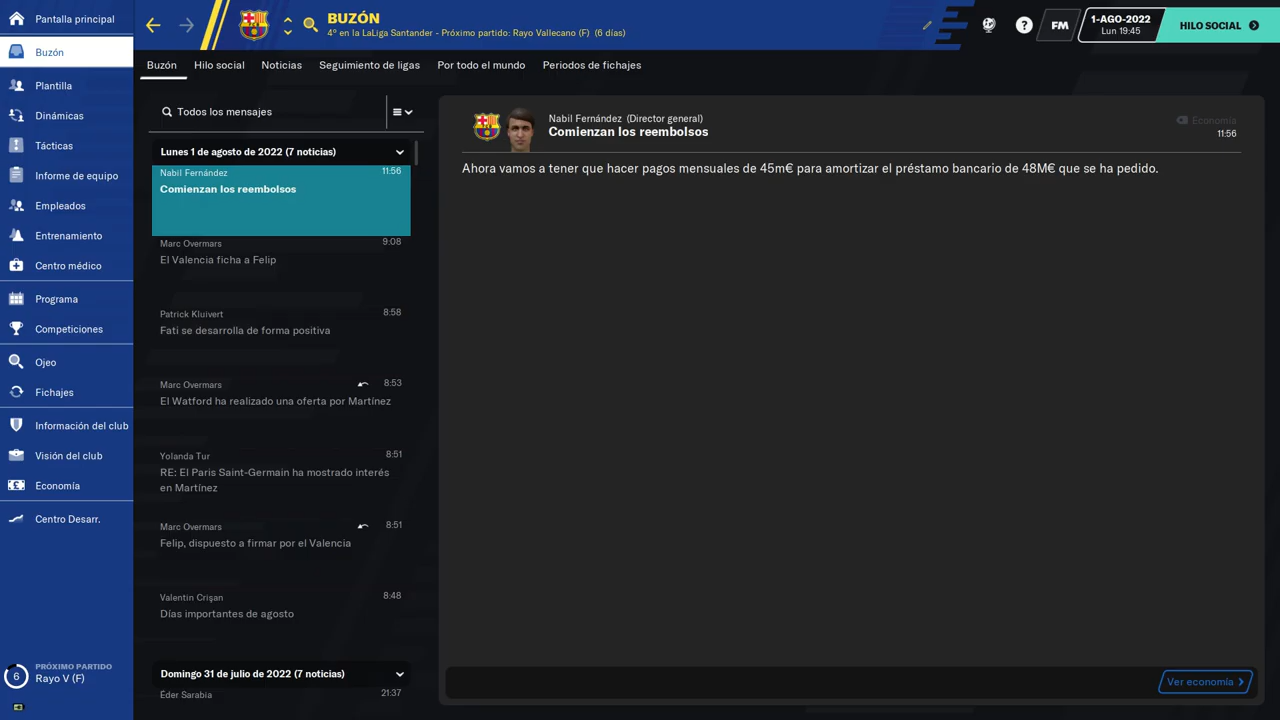 Pantalla principal
Buzón
Plantilla
Dinámicas
Tácticas
Informe de equipo
Empleados
Entrenamiento
Centro médico
Programa
Competiciones
Ojeo
Fichajes
Información del club
Visión del club
Economía
Centro Desarr.
6
PRÓXIMO PARTIDO
Rayo V (F)
BUZÓN
4º en la LaLiga Santander - Próximo partido: Rayo Vallecano (F) (6 días)
?
FM
1-AGO-2022
Lun 19:45
HILO SOCIAL
Buzón Hilo social Noticias Seguimiento de ligas Por todo el mundo Periodos de fichajes
Todos los mensajes
Lunes 1 de agosto de 2022 (7 noticias)
Nabil Fernández 11:56
Comienzan los reembolsos
Marc Overmars 9:08
El Valencia ficha a Felip
Patrick Kluivert 8:58
Fati se desarrolla de forma positiva
Marc Overmars 8:53
El Watford ha realizado una oferta por Martínez
Yolanda Tur 8:51
RE: El Paris Saint-Germain ha mostrado interés
en Martínez
Marc Overmars 8:51
Felip, dispuesto a firmar por el Valencia
Valentin Crişan 8:48
Días importantes de agosto
Domingo 31 de julio de 2022 (7 noticias)
Éder Sarabia 21:37
Nabil Fernández (Director general)
Comienzan los reembolsos
Economía
11:56
Ahora vamos a tener que hacer pagos mensuales de 45m€ para amortizar el préstamo bancario de 48M€ que se ha pedido.
Ver economía